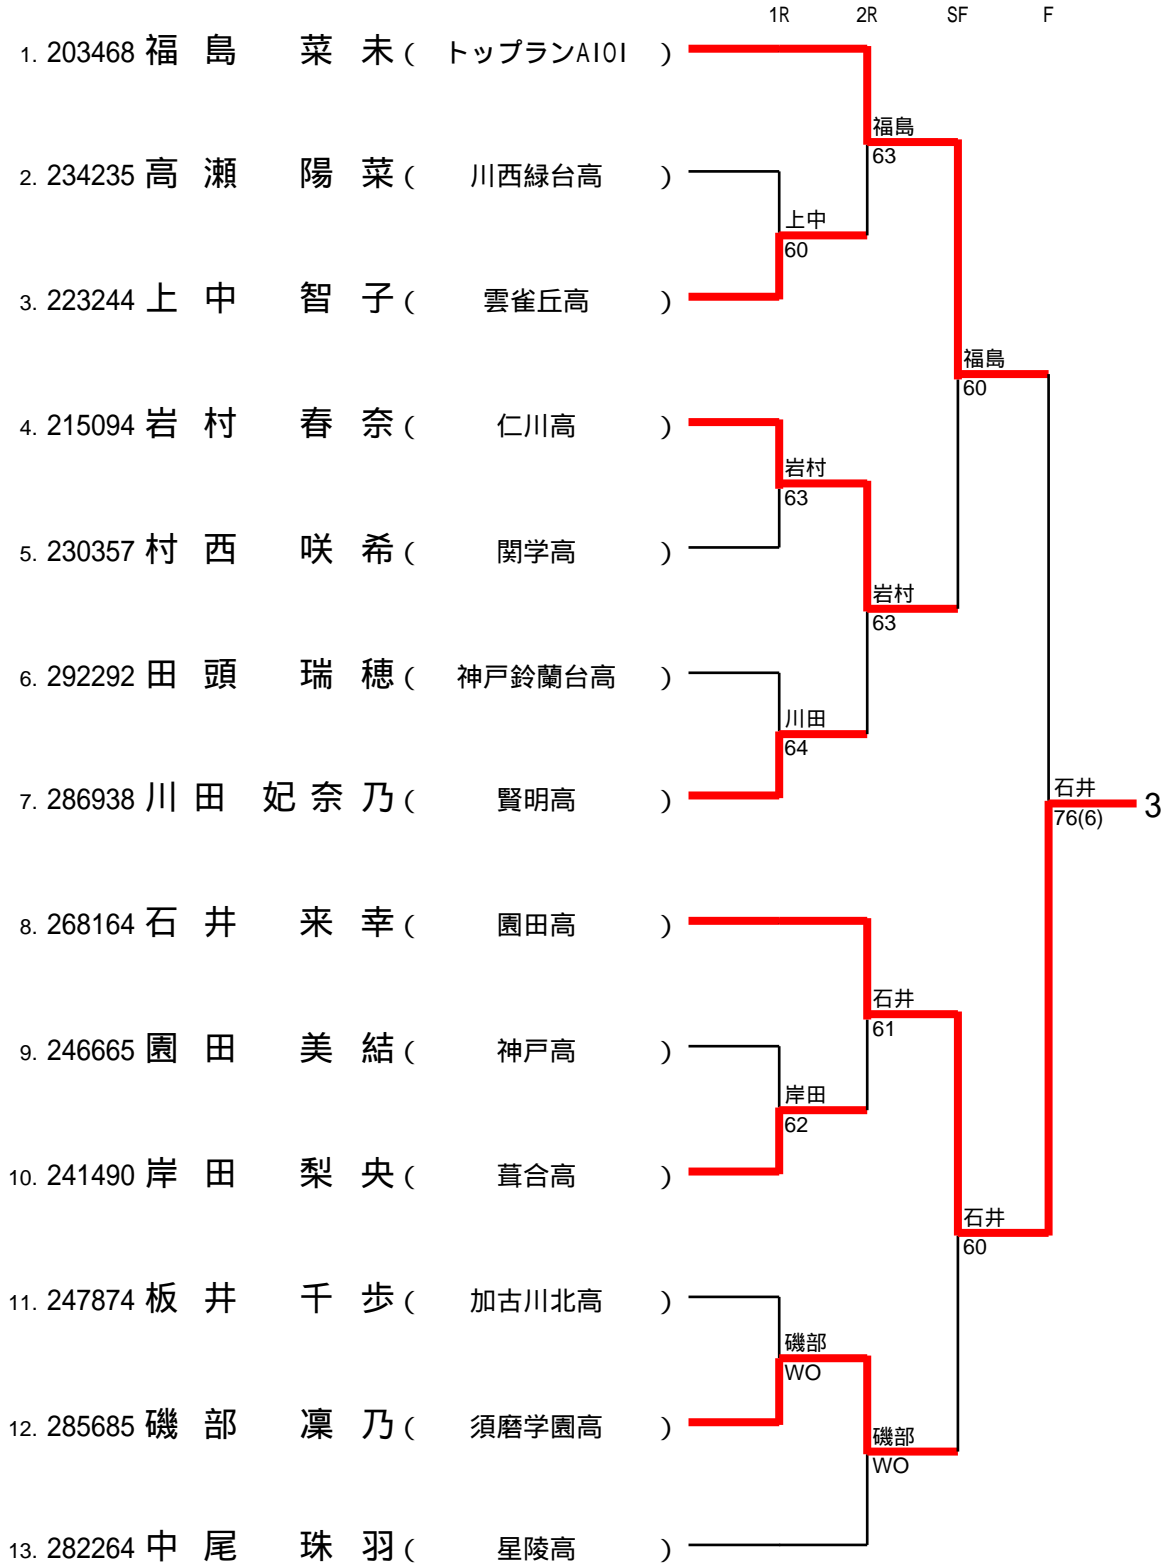 1R 2R SF F
1. 203468 福島 菜未 ( トップランAIOI )
福島
63
2. 234235 高瀬 陽菜 ( 川西緑台高 )
上中
60
3. 223244 上中 智子 ( 雲雀丘高 )
福島
60
4. 215094 岩村 春奈 ( 仁川高 )
岩村
63
5. 230357 村西 咲希 ( 関学高 )
岩村
63
6. 292292 田頭 瑞穂 ( 神戸鈴蘭台高 )
川田
64
7. 286938 川田 妃奈乃 ( 賢明高 )
石井
76(6)
3
8. 268164 石井 来幸 ( 園田高 )
石井
61
9. 246665 園田 美結 ( 神戸高 )
岸田
62
10. 241490 岸田 梨央 ( 葺合高 )
石井
60
11. 247874 板井 千歩 ( 加古川北高 )
磯部
WO
12. 285685 磯部 凜乃 ( 須磨学園高 )
磯部
WO
13. 282264 中尾 珠羽 ( 星陵高 )